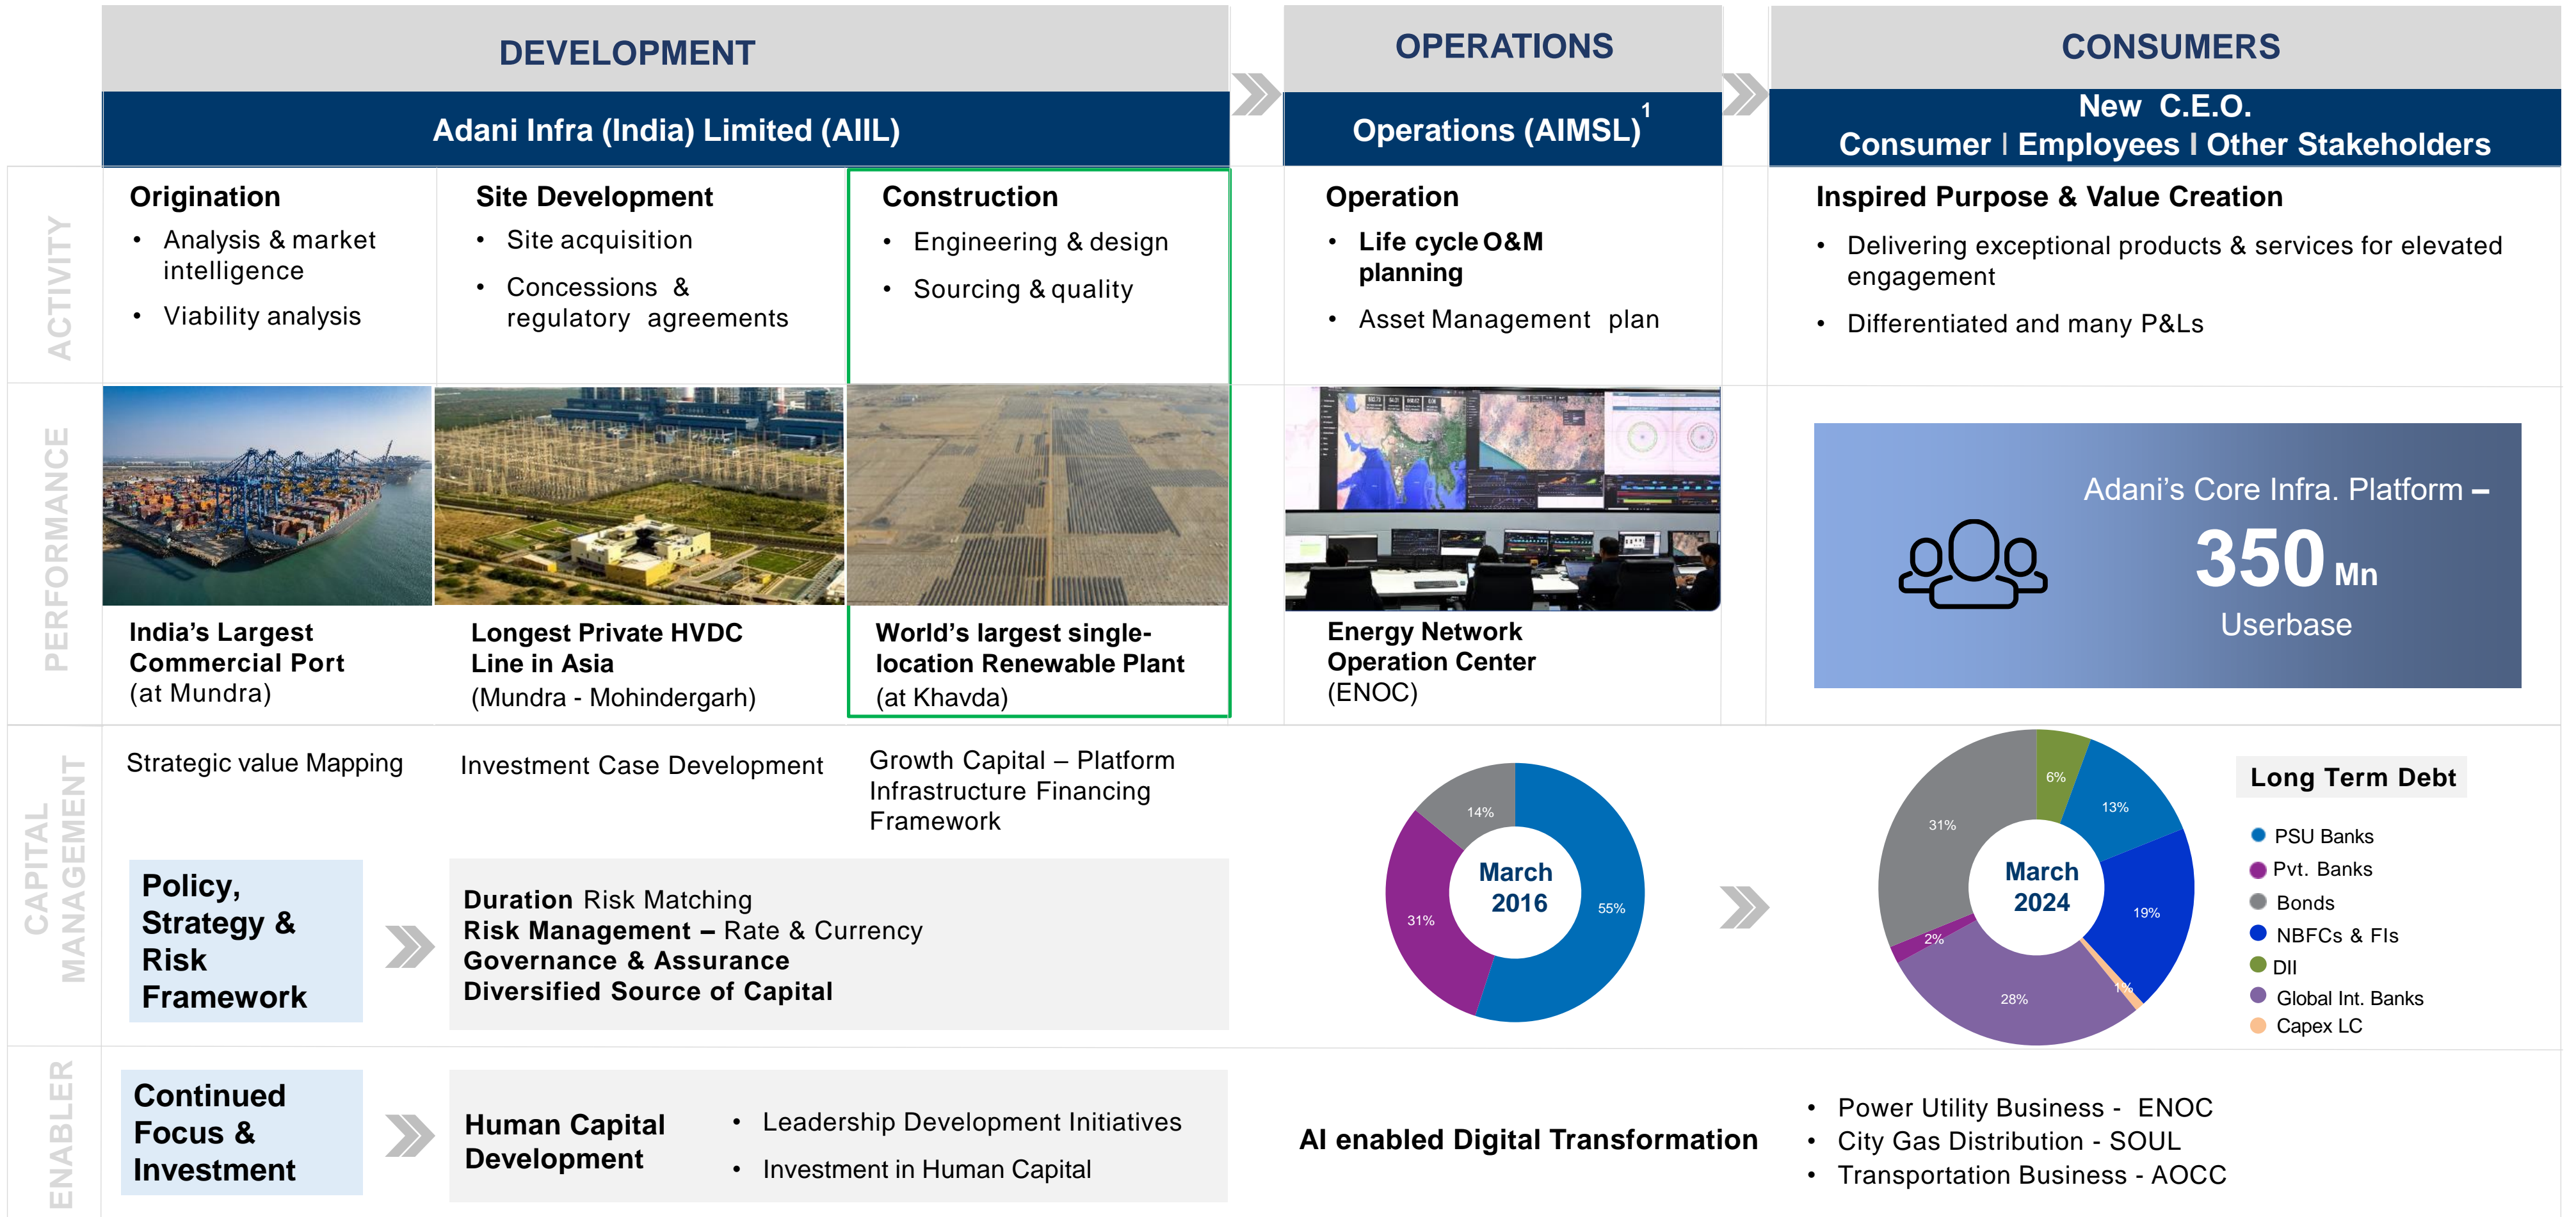 DEVELOPMENT
OPERATIONS
CONSUMERS
Adani Infra (India) Limited (AIIL)
Operations (AIMSL)1
New C.E.O.
Consumer I Employees I Other Stakeholders
ACTIVITY
Origination
• Analysis & market
intelligence
• Viability analysis
Site Development
• Site acquisition
• Concessions &
regulatory agreements
Construction
• Engineering & design
• Sourcing & quality
Operation
• Life cycle O&M
planning
• Asset Management plan
Inspired Purpose & Value Creation
• Delivering exceptional products & services for elevated
engagement
• Differentiated and many P&Ls
PERFORMANCE
India’s Largest
Commercial Port
(at Mundra)
Longest Private HVDC
Line in Asia
(Mundra - Mohindergarh)
World’s largest single-
location Renewable Plant
(at Khavda)
Energy Network
Operation Center
(ENOC)
Adani’s Core Infra. Platform –
350 Mn
Userbase
CAPITAL
MANAGEMENT
Strategic value Mapping
Investment Case Development
Growth Capital – Platform
Infrastructure Financing
Framework
Policy,
Strategy &
Risk
Framework
Duration Risk Matching
Risk Management – Rate & Currency
Governance & Assurance
Diversified Source of Capital
14%
31%
55%
March
2016
6%
13%
19%
1%
28%
2%
31%
March
2024
Long Term Debt
PSU Banks
Pvt. Banks
Bonds
NBFCs & FIs
DII
Global Int. Banks
Capex LC
ENABLER
Continued
Focus &
Investment
Human Capital
Development
• Leadership Development Initiatives
• Investment in Human Capital
AI enabled Digital Transformation
• Power Utility Business - ENOC
• City Gas Distribution - SOUL
• Transportation Business - AOCC